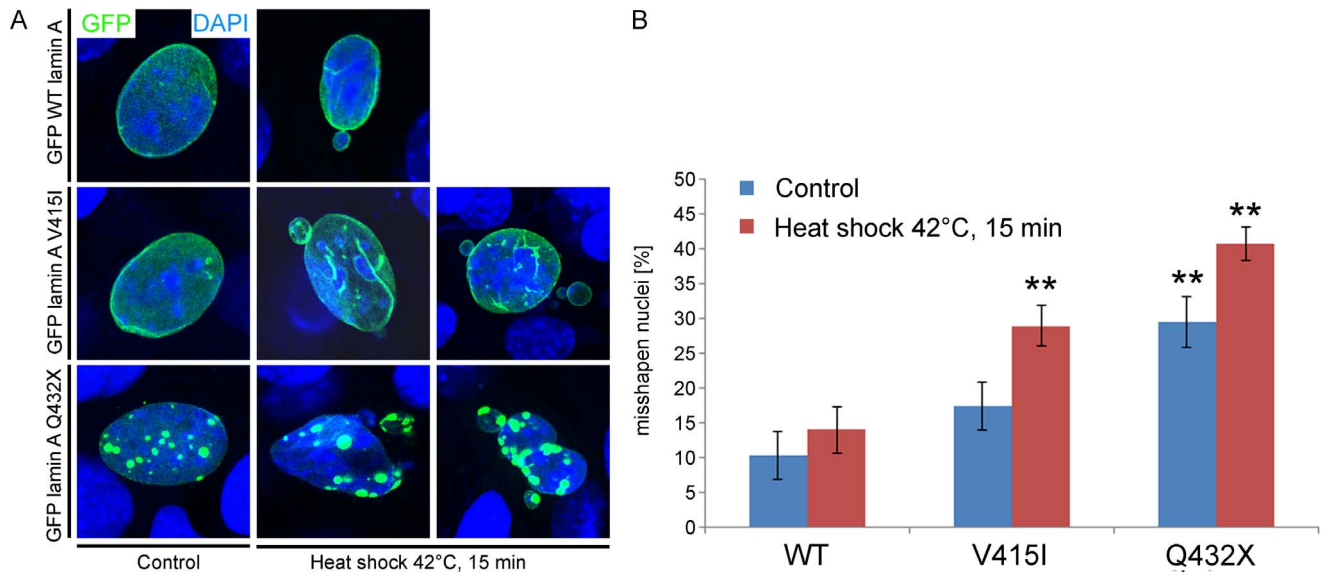 A
GFP
DAPI
GFP WT lamin A
GFP lamin A V415I
GFP lamin A Q432X
Control
Heat shock 42°C, 15 min
B
misshapen nuclei [%]
50
45
40
35
30
25
20
15
10
5
0
Control
Heat shock 42°C, 15 min
**
**
**
WT
V415I
Q432X